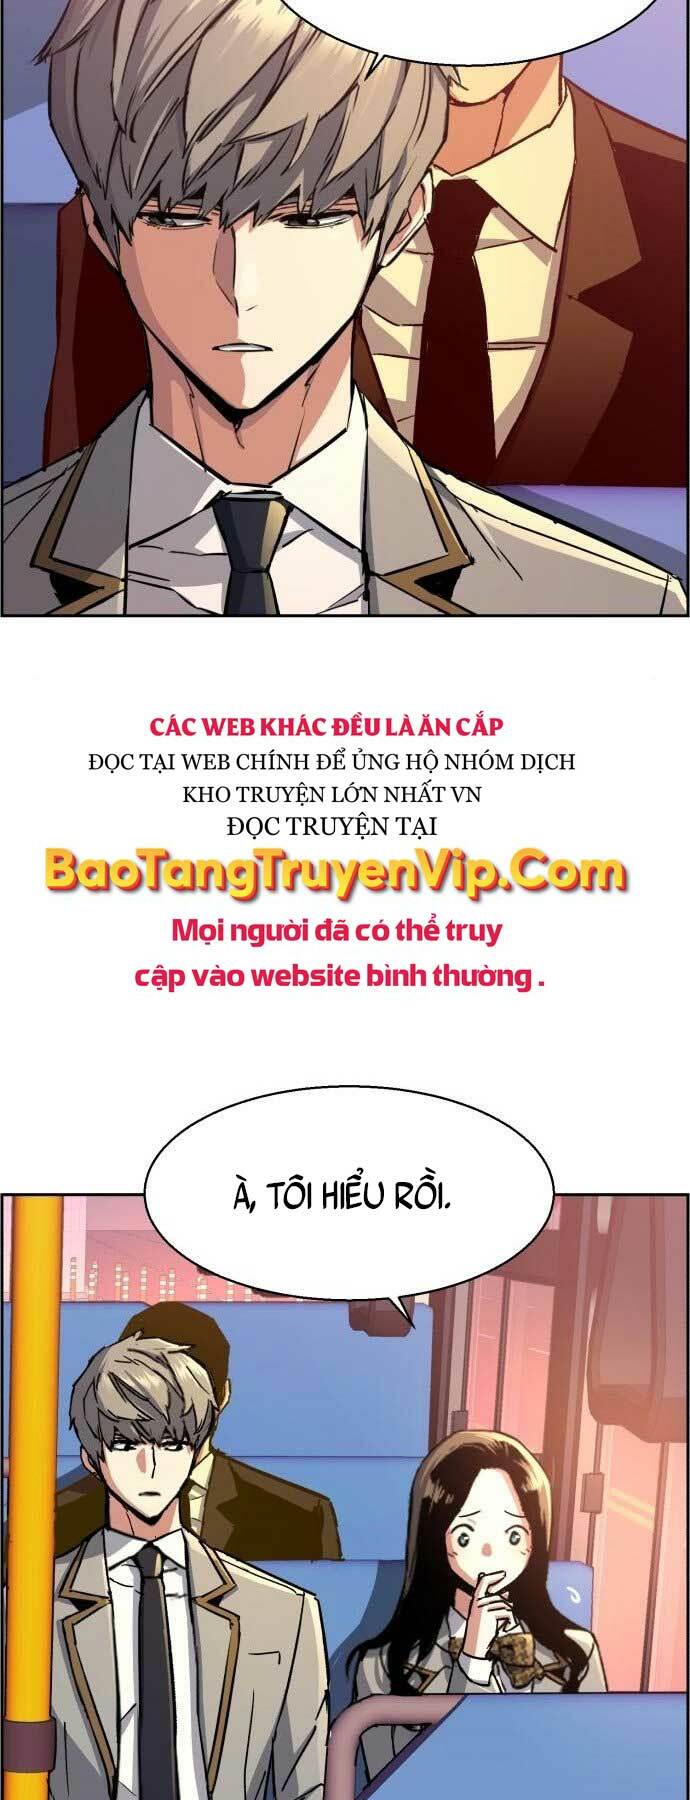 CÁC WEB KHÁC ĐỀU LÀ ĂN CẮP
ĐỌC TẠI WEB CHÍNH ĐỂ ỦNG HỘ NHÓM DỊCH
KHO TRUYỆN LỚN NHẤT VN
ĐỌC TRUYỆN TẠI
BaoTangTruyenVip.Com
Mọi người đã có thể truy
cập vào website bình thường .
À, TÔI HIỂU RỒI.